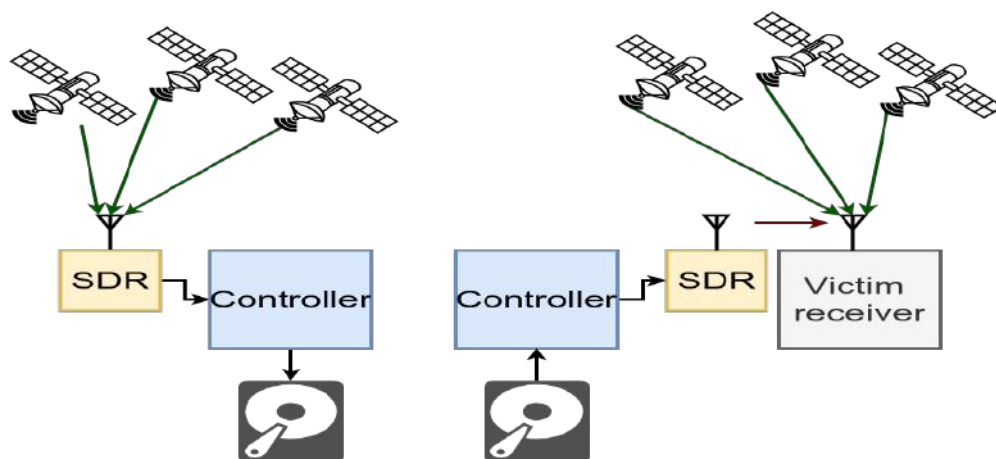 SDR
Controller
Controller
SDR
Victim
receiver